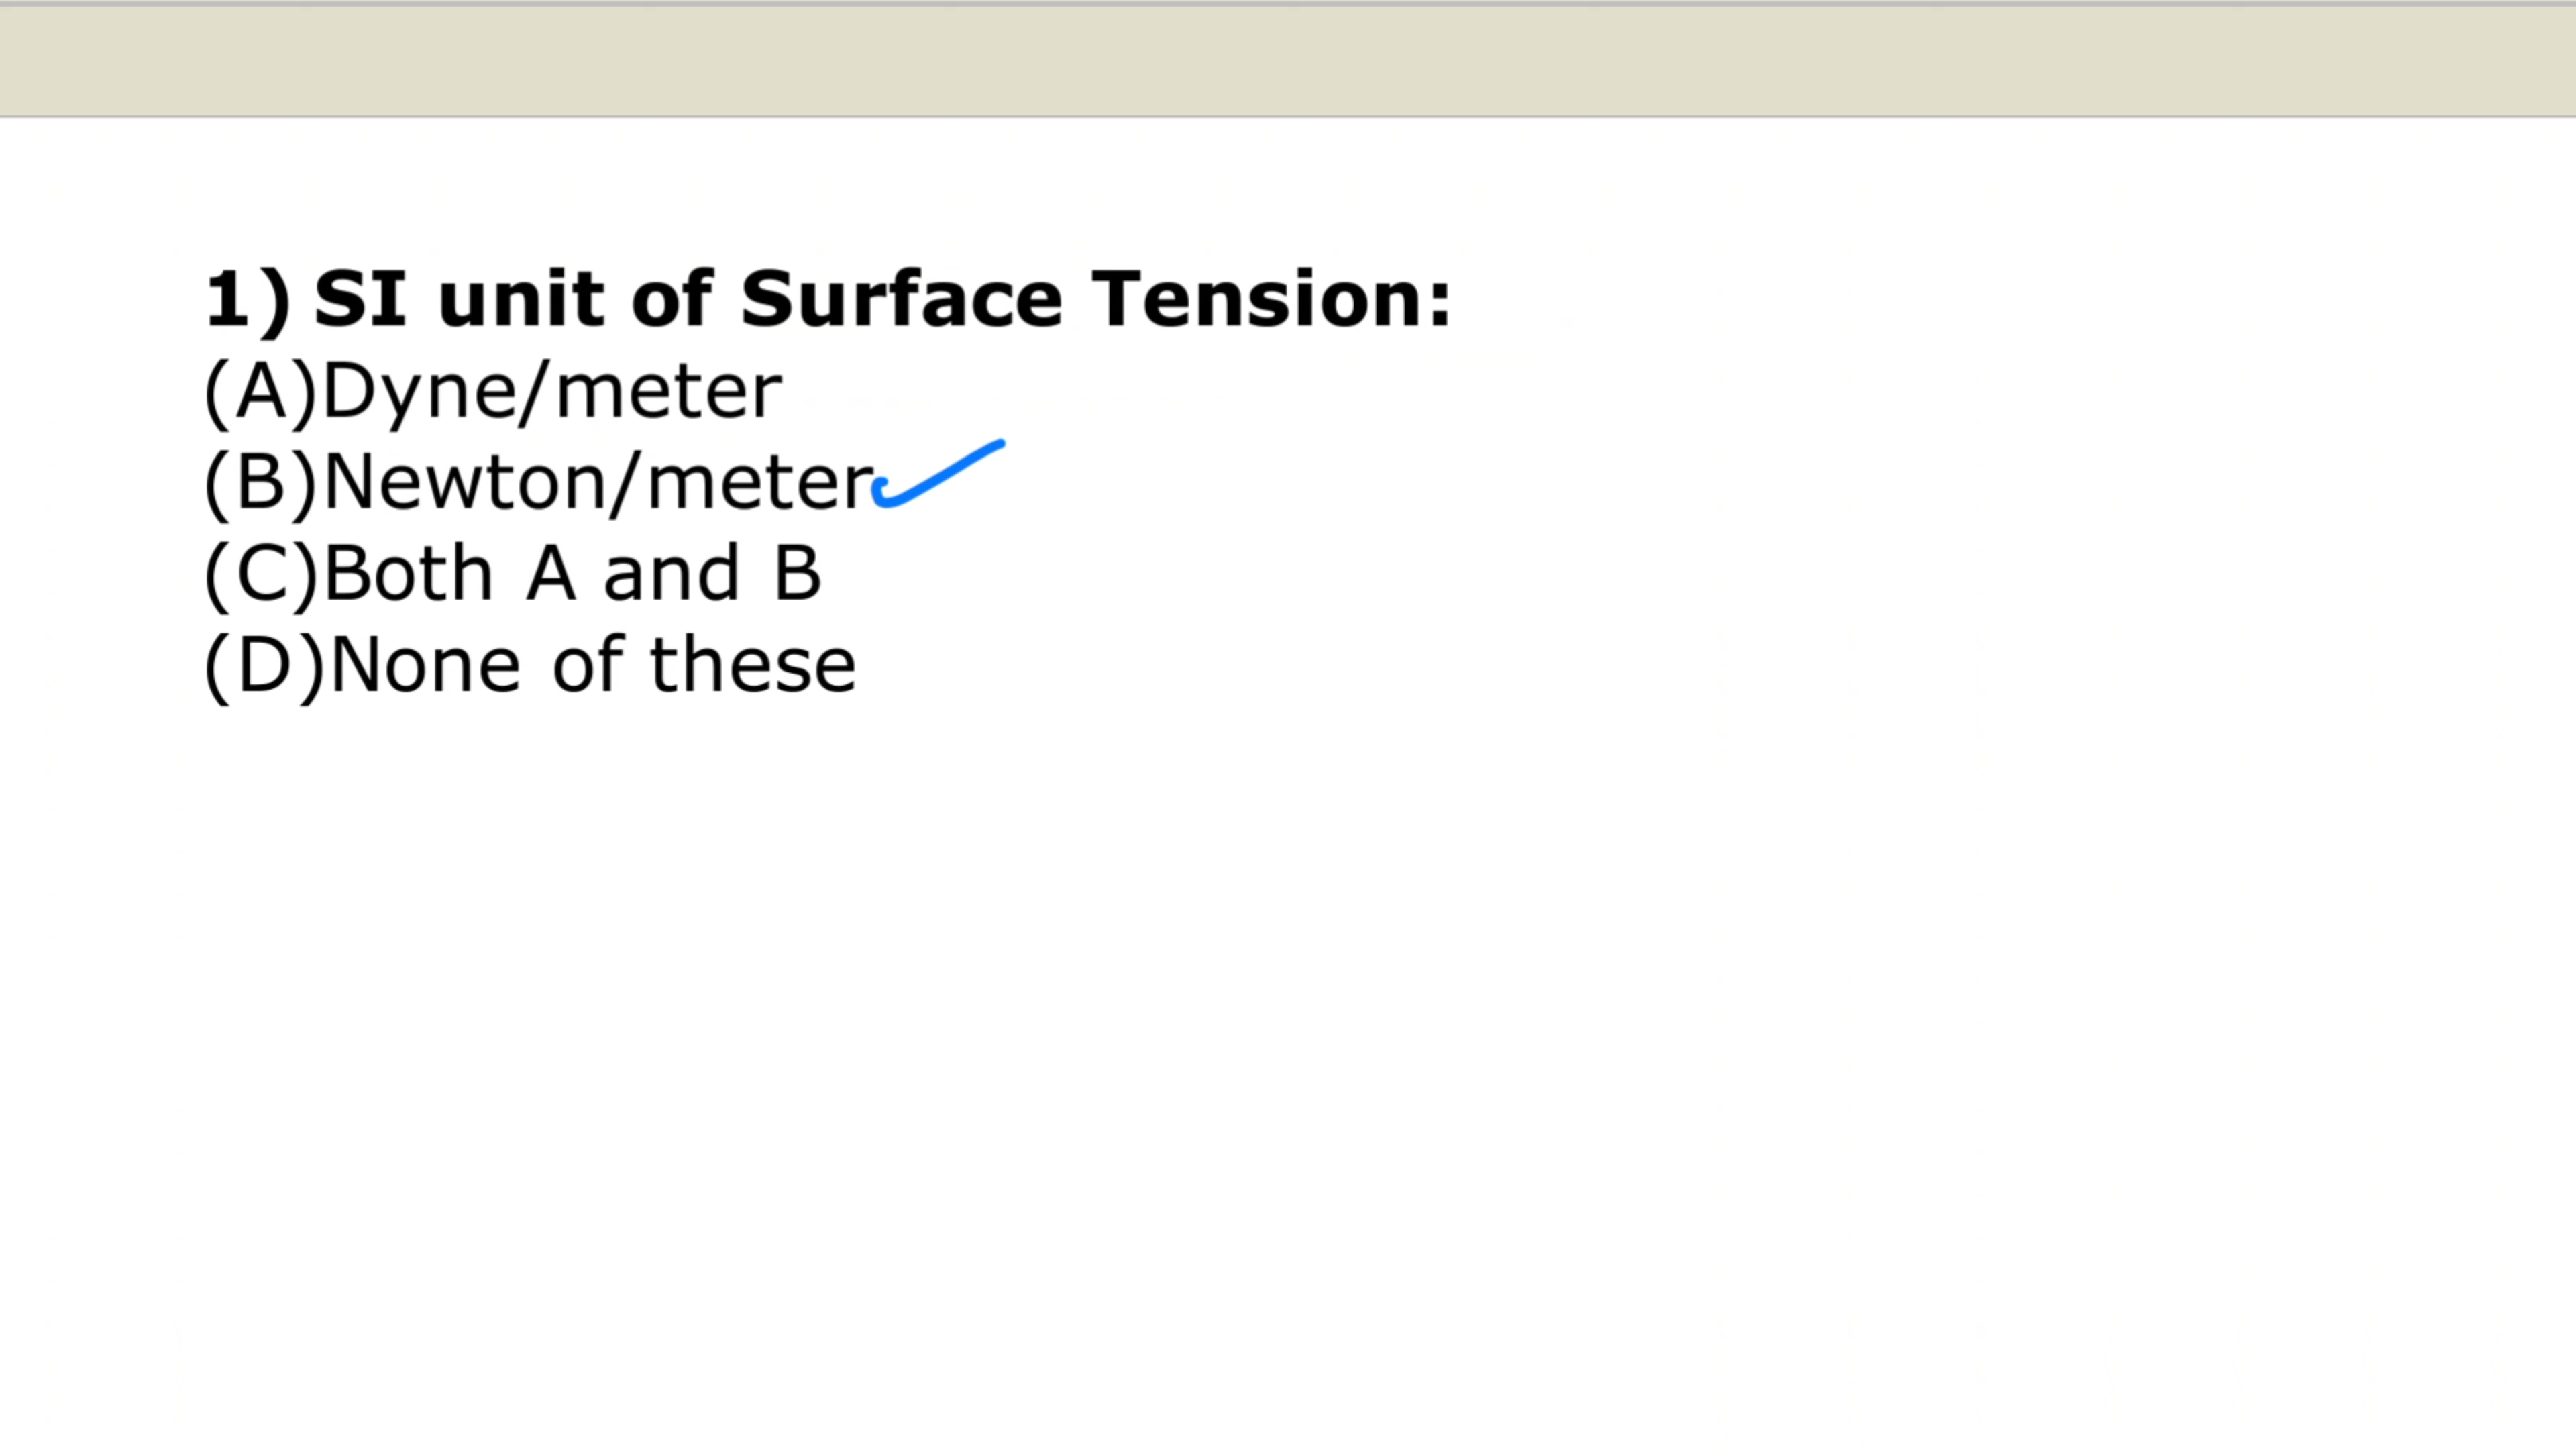 1) SI unit of Surface Tension:
(A)Dyne/meter
(B)Newton/meter
(C)Both A and B
(D)None of these